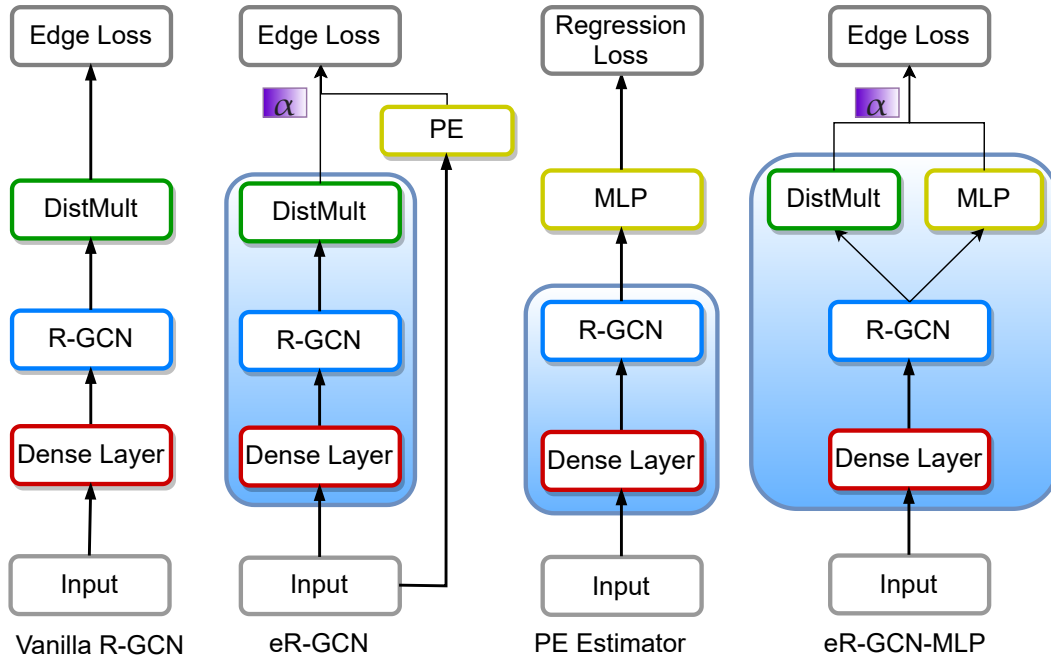 Edge Loss
DistMult
R-GCN
Dense Layer
Input
Vanilla R-GCN
Edge Loss
α
PE
DistMult
R-GCN
Dense Layer
Input
eR-GCN
Regression
Loss
MLP
R-GCN
Dense Layer
Input
PE Estimator
Edge Loss
α
DistMult
MLP
R-GCN
Dense Layer
Input
eR-GCN-MLP